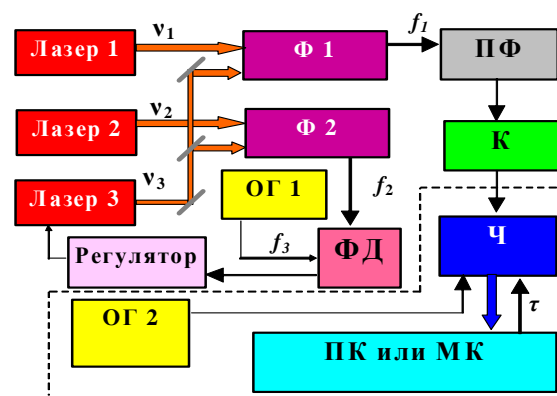 Лазер 1
ν1
Ф 1
f1
ПФ
Лазер 2
ν2
Ф 2
К
Лазер 3
ν3
ОГ 1
f2
f3
ФД
Ч
Регулятор
ОГ 2
τ
ПК или МК